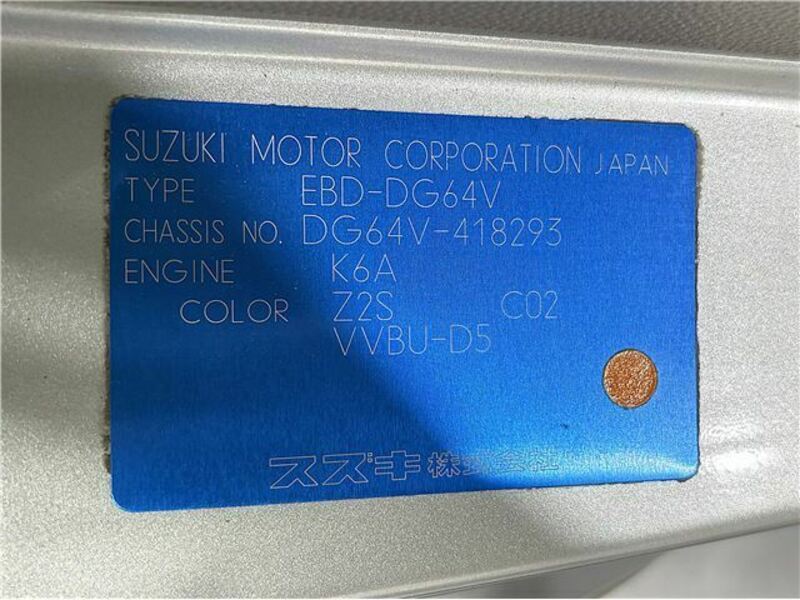 SUZUKI MOTOR CORPORATION JAPAN
TYPE EBD-DG64V
CHASSIS NO. DG64V-418293
ENGINE K6A
COLOR Z2S C02
VVBU-D5
スズキ株式会社